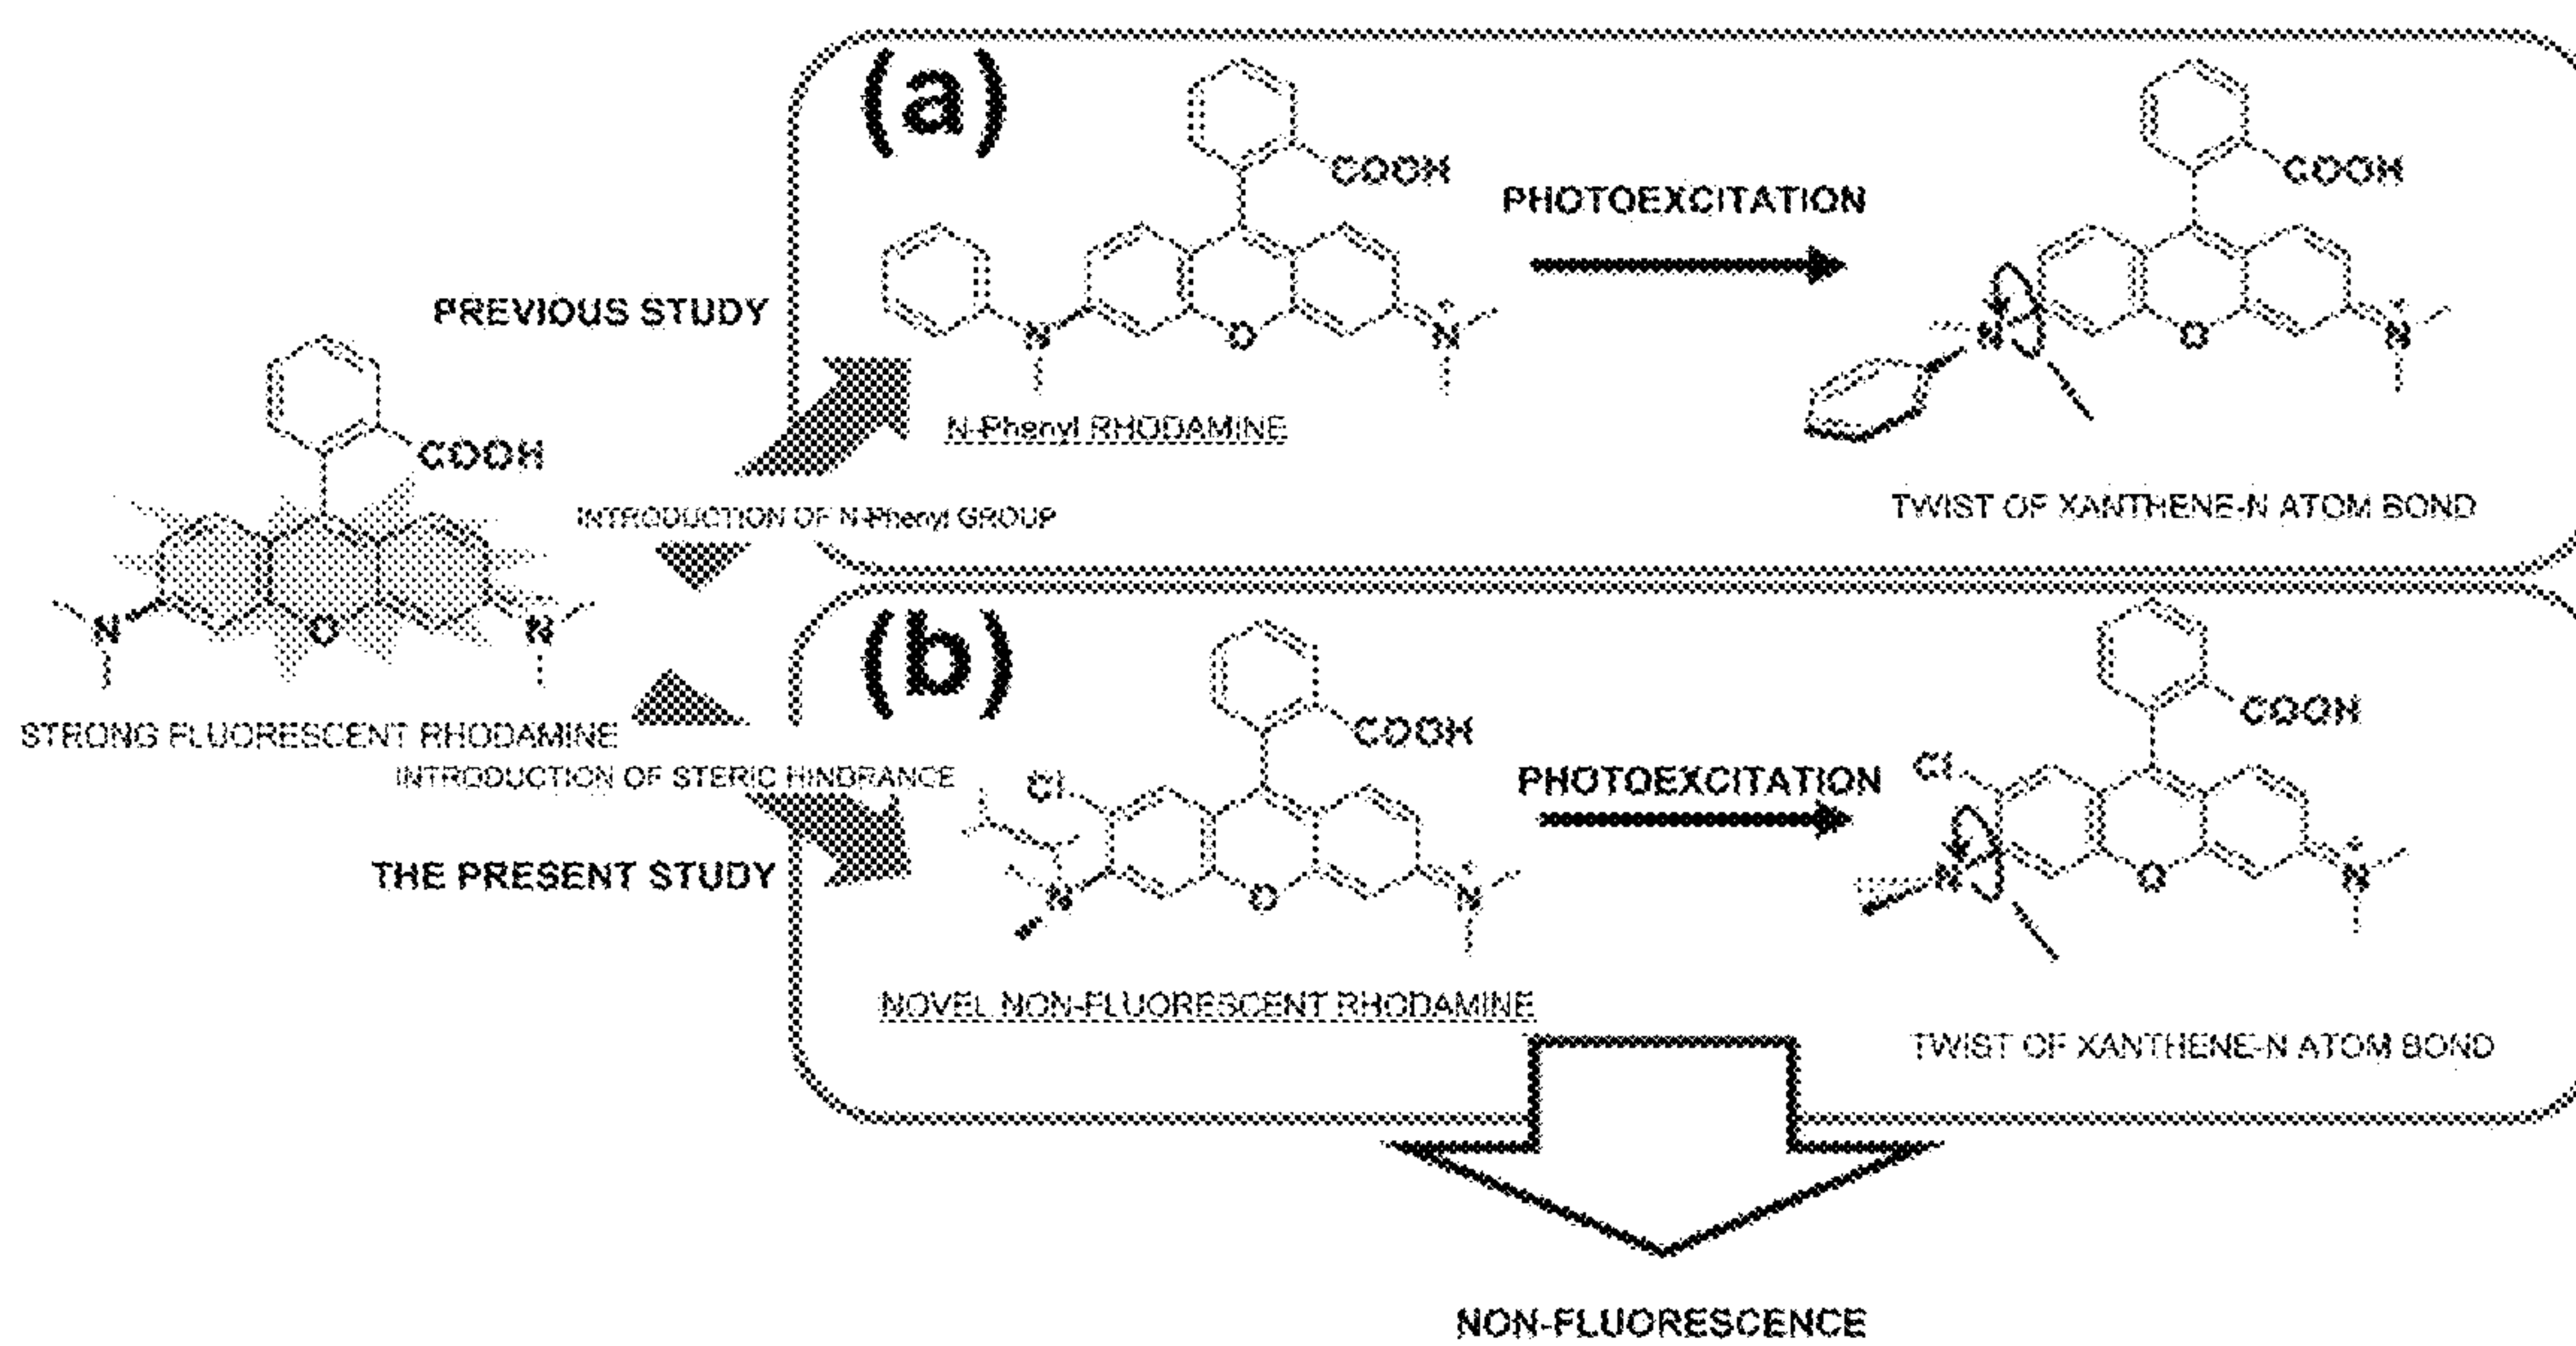 (a)
COOH
COOH
PHOTOEXCITATION
PREVIOUS STUDY
N O N+
N O N+
N-Phenyl RHODAMINE
COOH
TWIST OF XANTHENE-N ATOM BOND
INTRODUCTION OF N-Phenyl GROUP
N O N+
STRONG FLUORESCENT RHODAMINE
INTRODUCTION OF STERIC HINDRANCE
THE PRESENT STUDY
(b)
COOH
COOH
Cl
PHOTOEXCITATION
Cl
N O N+
N O N+
NOVEL NON-FLUORESCENT RHODAMINE
TWIST OF XANTHENE-N ATOM BOND
NON-FLUORESCENCE